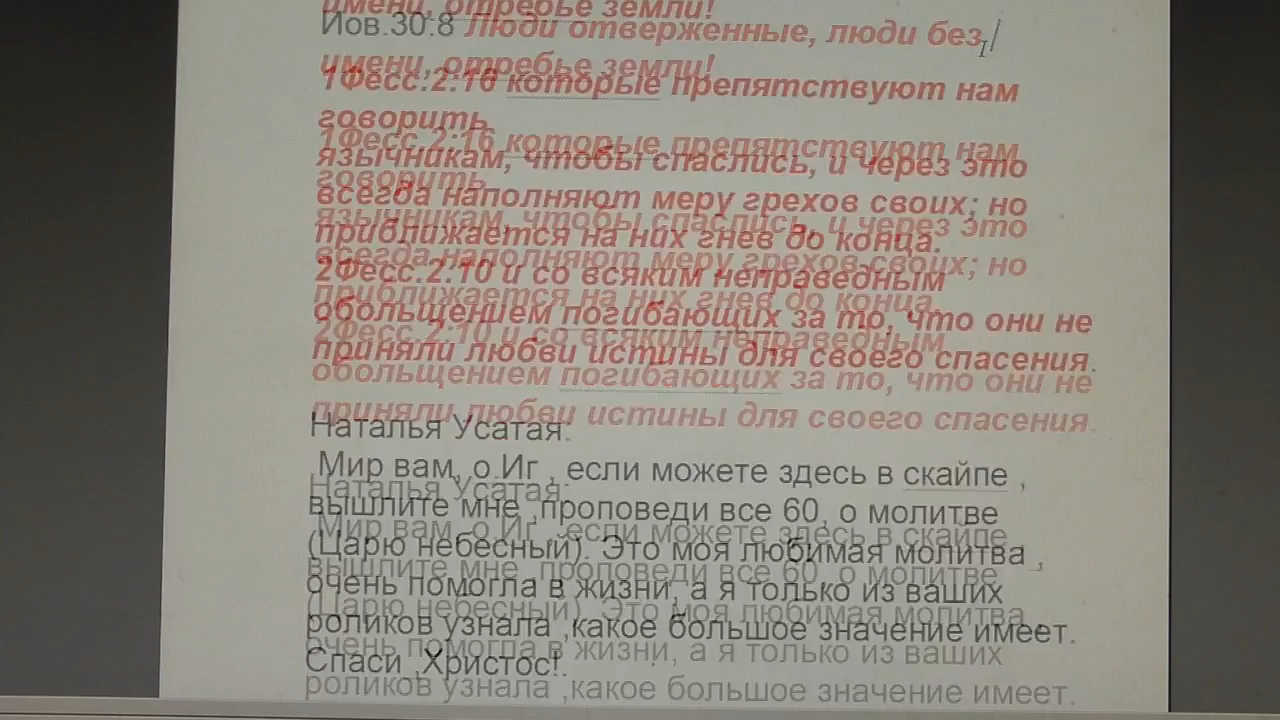 имени, отребье земли!
Иов.30:8 Люди отверженные, люди без
имени, отребье земли!
1Фесс.2:16 которые препятствуют нам
говорить
язычникам, чтобы спаслись, и через это
всегда наполняют меру грехов своих; но
приближается на них гнев до конца.
2Фесс.2:10 и со всяким неправедным
обольщением погибающих за то, что они не
приняли любви истины для своего спасения.
Наталья Усатая:
Мир вам, о.Иг , если можете здесь в скайпе ,
вышлите мне ,проповеди все 60, о молитве
(Царю небесный). Это моя любимая молитва ,
очень помогла в жизни, а я только из ваших
роликов узнала ,какое большое значение имеет.
Спаси ,Христос!.